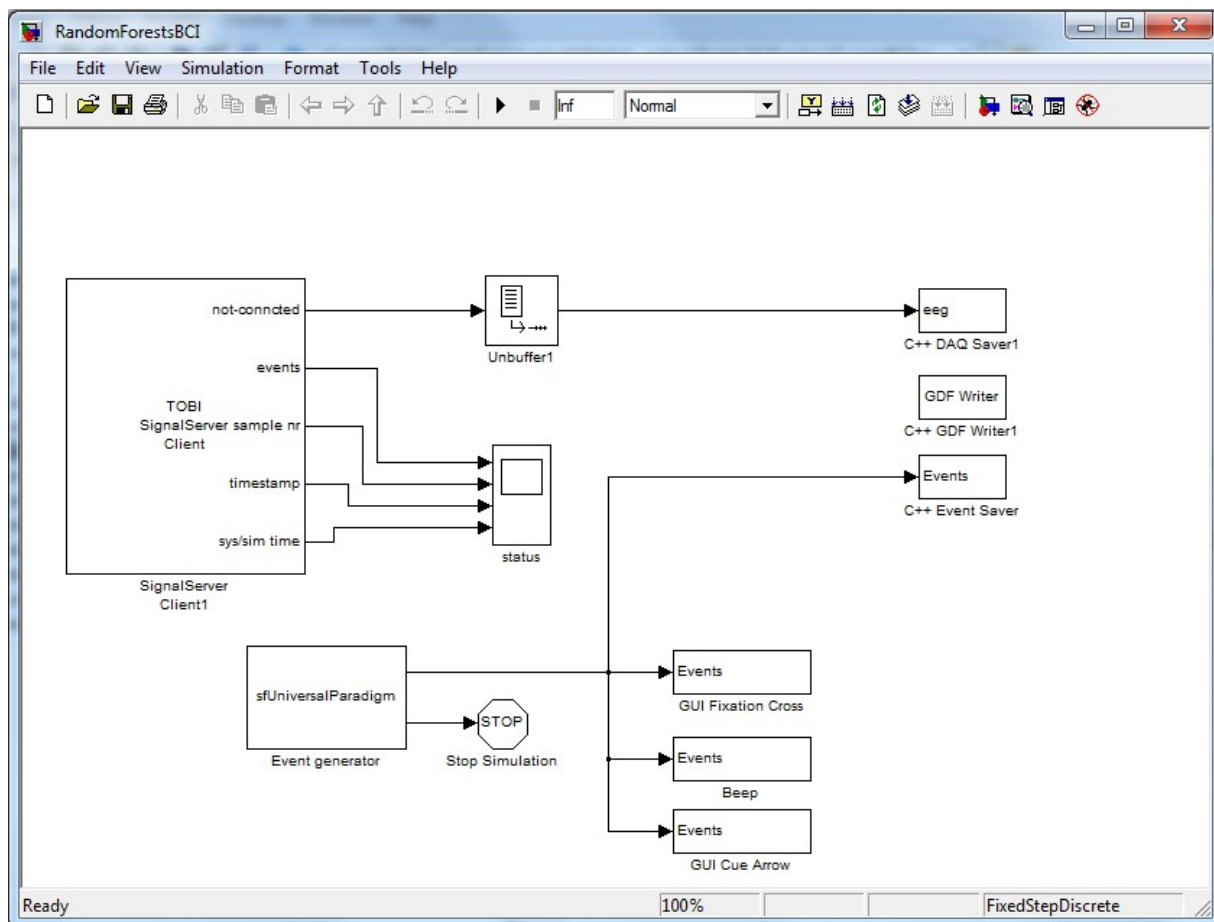 RandomForestsBCI
File Edit View Simulation Format Tools Help
Inf Normal
not-conncted
events
TOBI
SignalServer sample nr
Client
timestamp
sys/sim time
SignalServer
Client1
Unbuffer1
status
eeg
C++ DAQ Saver1
GDF Writer
C++ GDF Writer1
Events
C++ Event Saver
sfUniversalParadigm
Event generator
STOP
Stop Simulation
Events
GUI Fixation Cross
Events
Beep
Events
GUI Cue Arrow
Ready 100% FixedStepDiscrete